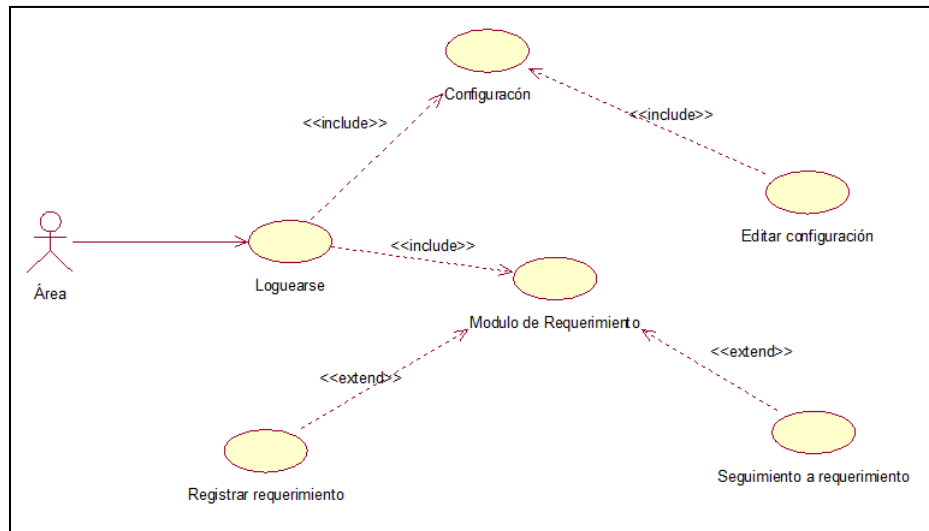 Configuracón
<<include>>
<<include>>
Editar configuración
<<include>>
Área
Loguearse
Modulo de Requerimiento
<<extend>>
<<extend>>
Registrar requerimiento
Seguimiento a requerimiento